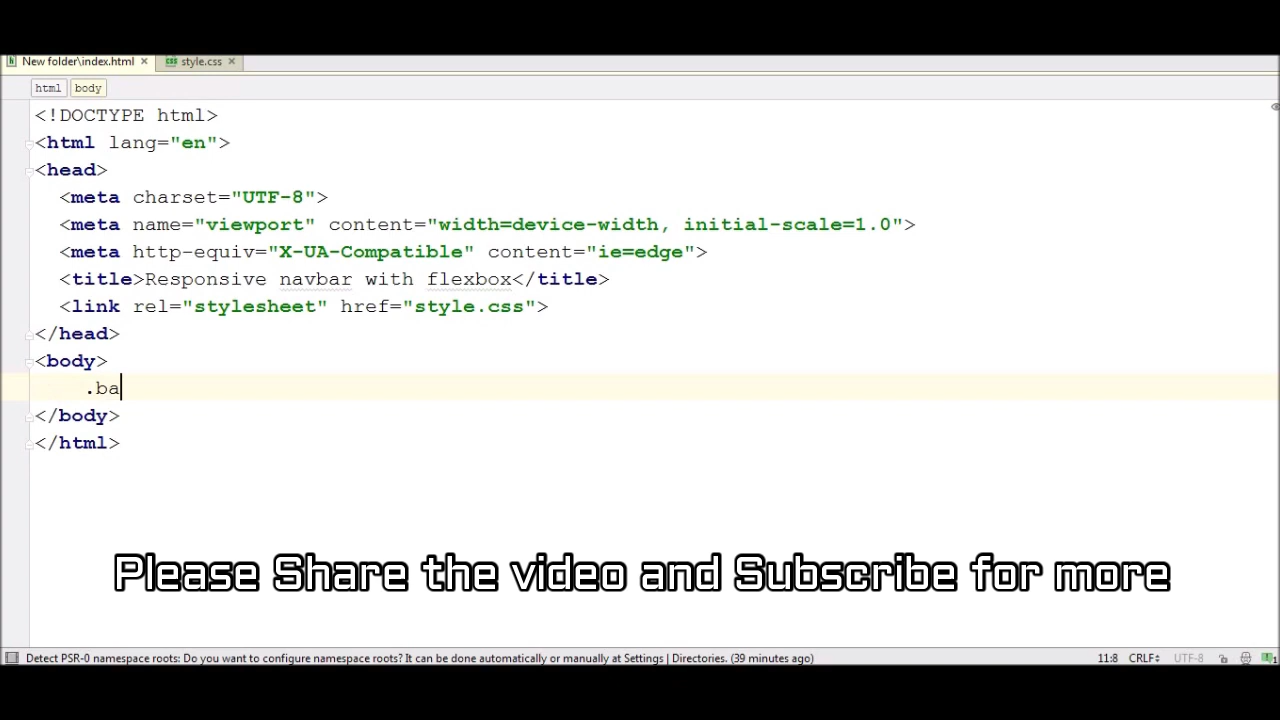 New folder\index.html
style.css
html body
<!DOCTYPE html>
<html lang="en">
<head>
  <meta charset="UTF-8">
  <meta name="viewport" content="width=device-width, initial-scale=1.0">
  <meta http-equiv="X-UA-Compatible" content="ie=edge">
  <title>Responsive navbar with flexbox</title>
  <link rel="stylesheet" href="style.css">
</head>
<body>
    .ba
</body>
</html>
Please Share the video and Subscribe for more
Detect PSR-0 namespace roots: Do you want to configure namespace roots? It can be done automatically or manually at Settings | Directories. (39 minutes ago) 11:8 CRLF UTF-8